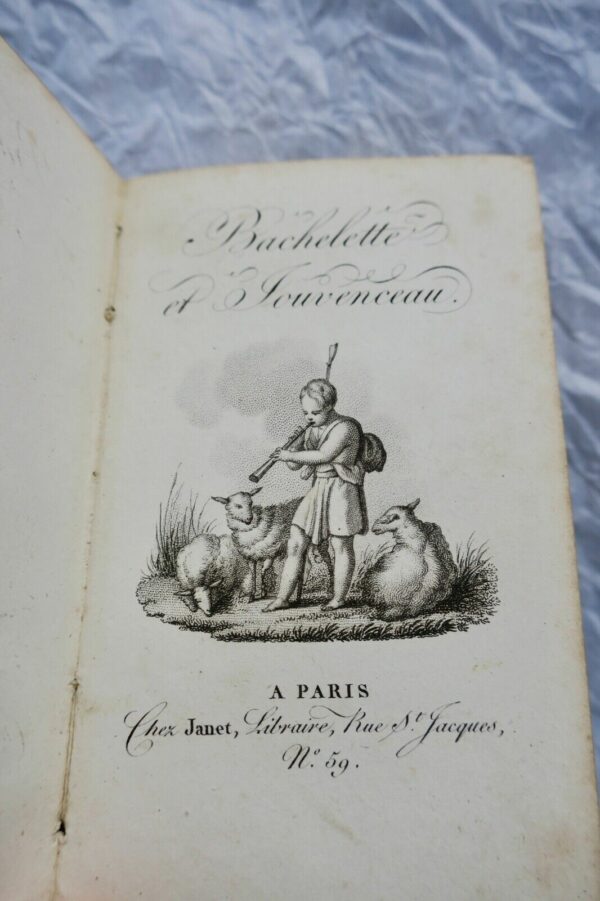 Bachelette
et Jouvenceau.
A PARIS
Chez Janet, Libraire, Rue St. Jacques,
No. 59.